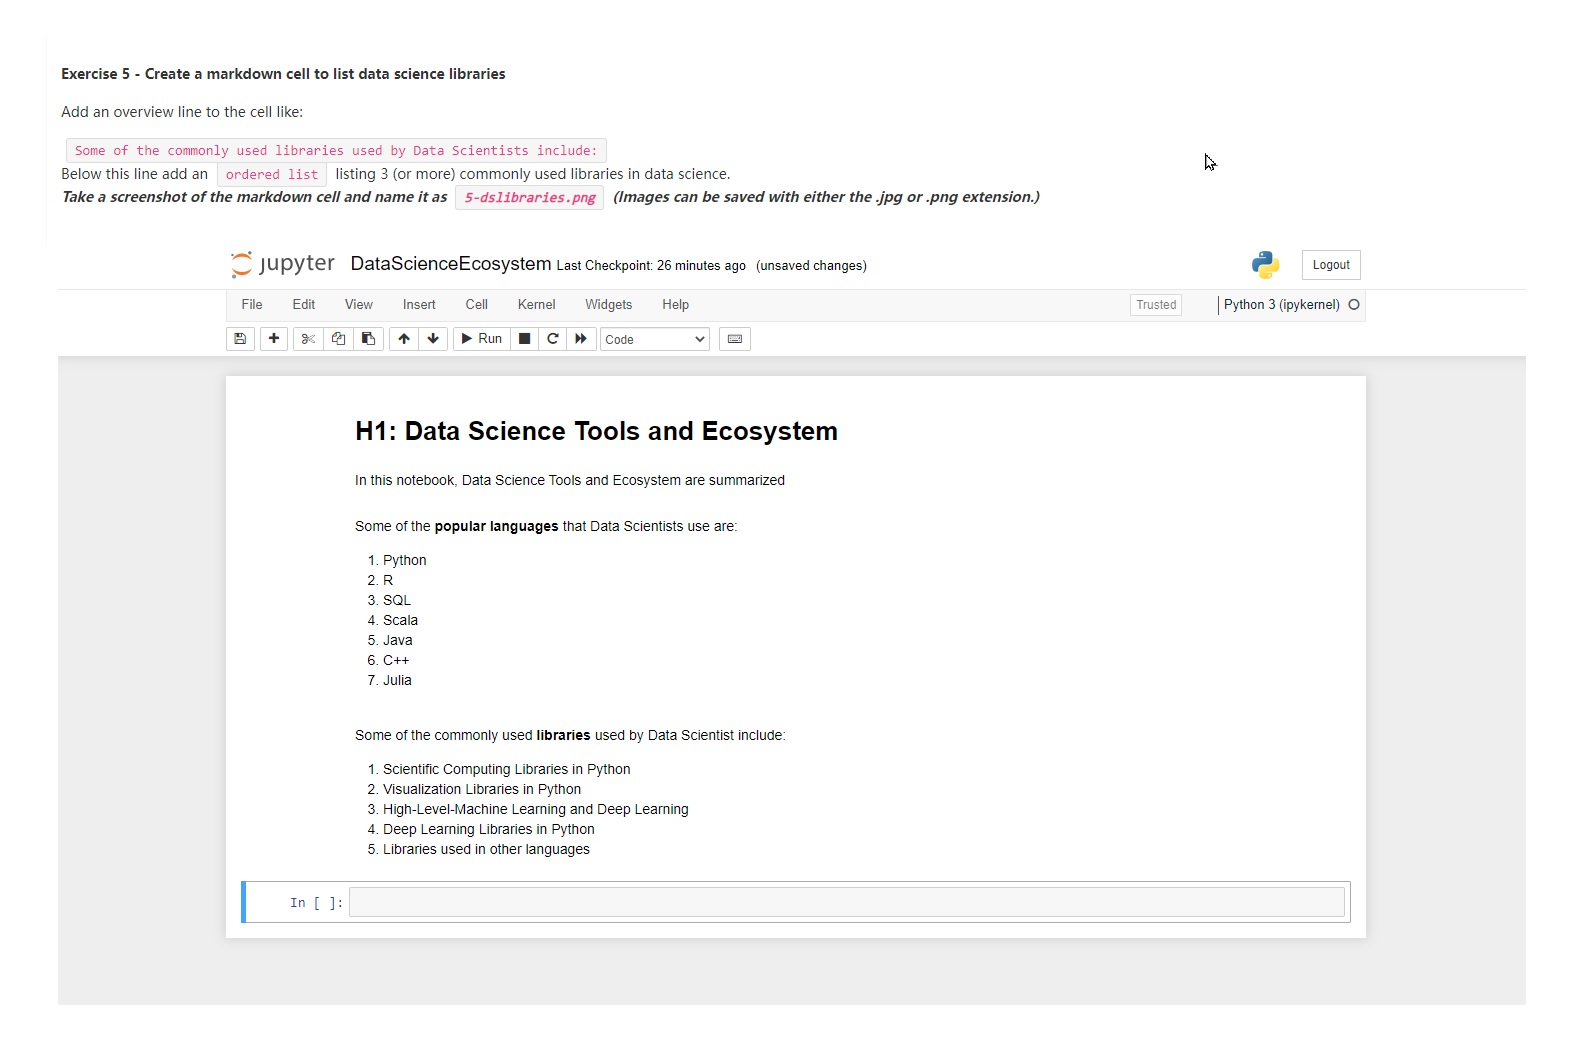 Exercise 5 - Create a markdown cell to list data science libraries
Add an overview line to the cell like:
Some of the commonly used libraries used by Data Scientists include:
Below this line add an ordered list listing 3 (or more) commonly used libraries in data science.
Take a screenshot of the markdown cell and name it as 5-dslibraries.png (Images can be saved with either the .jpg or .png extension.)
jupyter DataScienceEcosystem Last Checkpoint: 26 minutes ago (unsaved changes) Logout
File Edit View Insert Cell Kernel Widgets Help Trusted Python 3 (ipykernel)
Run Code
H1: Data Science Tools and Ecosystem
In this notebook, Data Science Tools and Ecosystem are summarized
Some of the popular languages that Data Scientists use are:
1. Python
2. R
3. SQL
4. Scala
5. Java
6. C++
7. Julia
Some of the commonly used libraries used by Data Scientist include:
1. Scientific Computing Libraries in Python
2. Visualization Libraries in Python
3. High-Level-Machine Learning and Deep Learning
4. Deep Learning Libraries in Python
5. Libraries used in other languages
In [ ]: